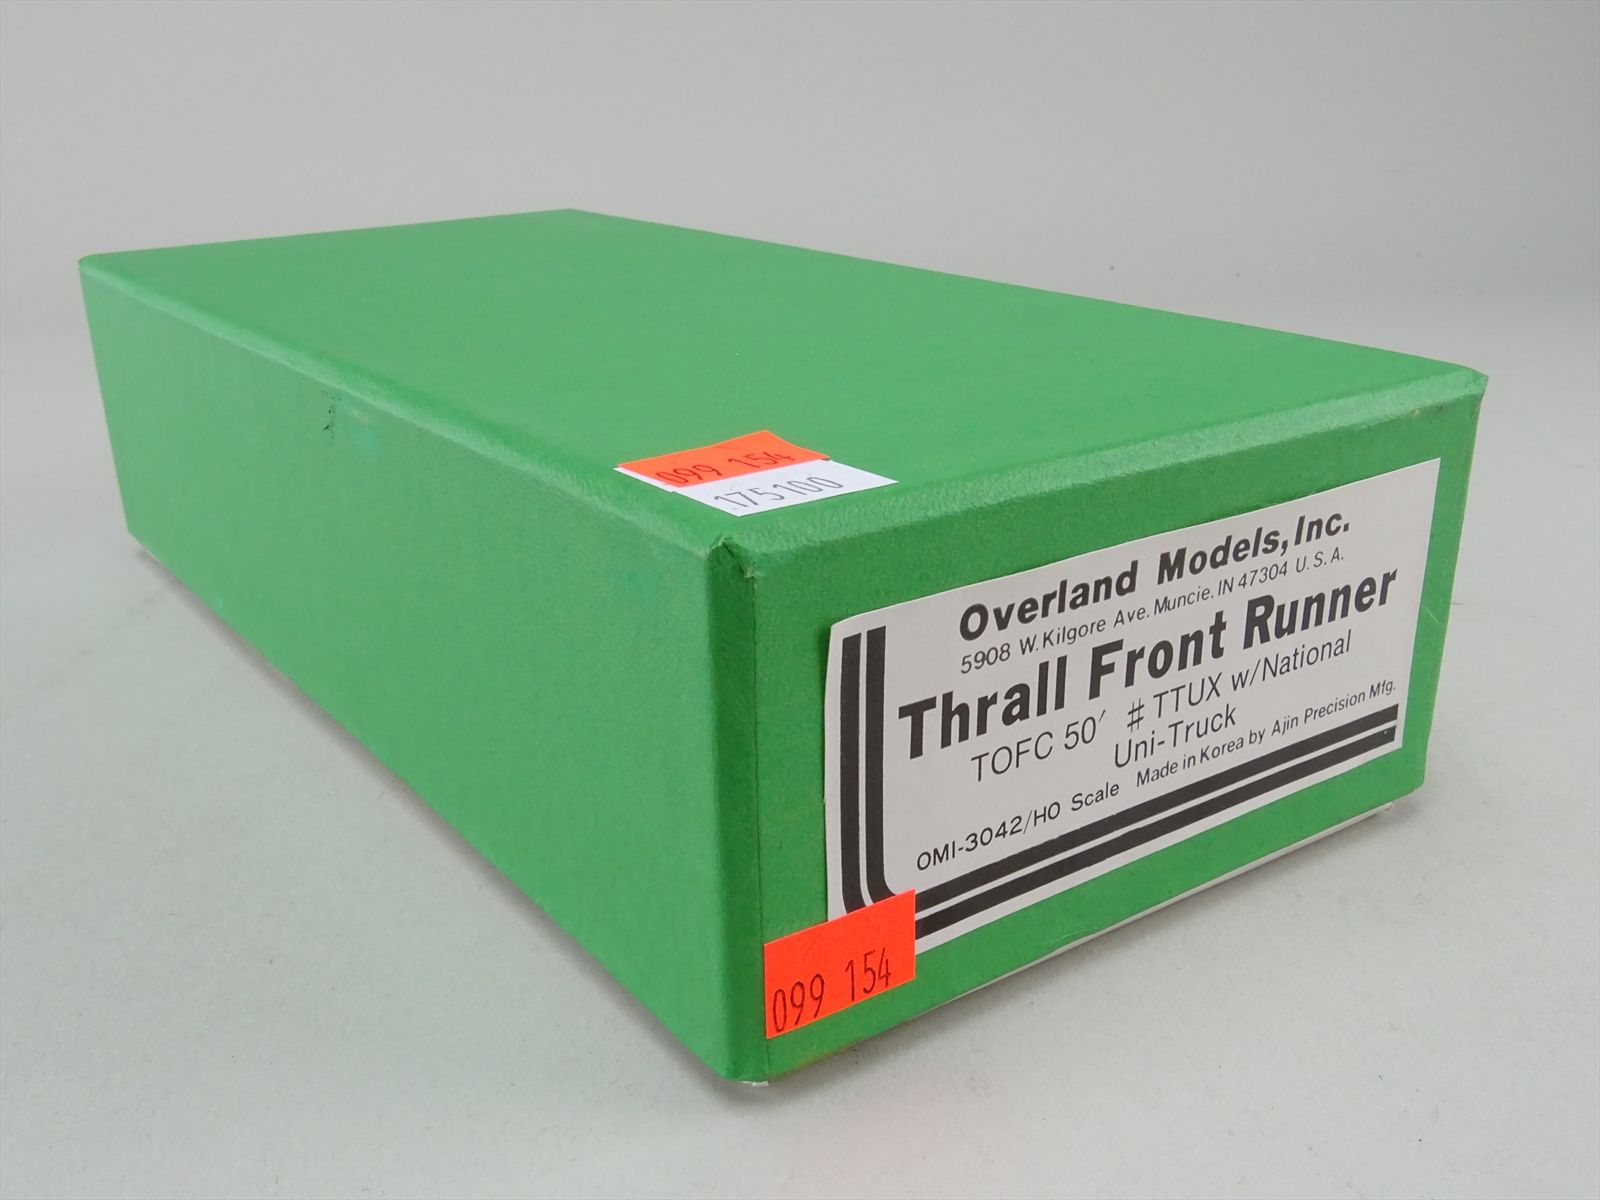 099 154
175100
Overland Models, Inc.
5908 W. Kilgore Ave. Muncie, IN 47304 U.S.A.
Thrall Front Runner
TOFC 50' # TTUX w/National
Uni-Truck
OMI-3042/HO Scale Made in Korea by Ajin Precision Mfg.
099 154